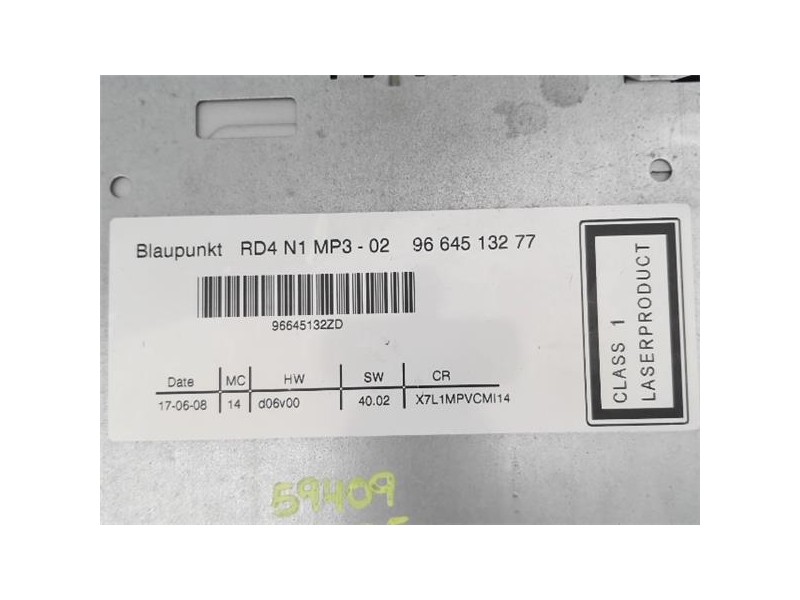 Blaupunkt RD4 N1 MP3 - 02 96 645 132 77
96645132ZD
Date MC HW SW CR
17-06-08 14 d06v00 40.02 X7L1MPVCMI14
CLASS 1
LASERPRODUCT
59409